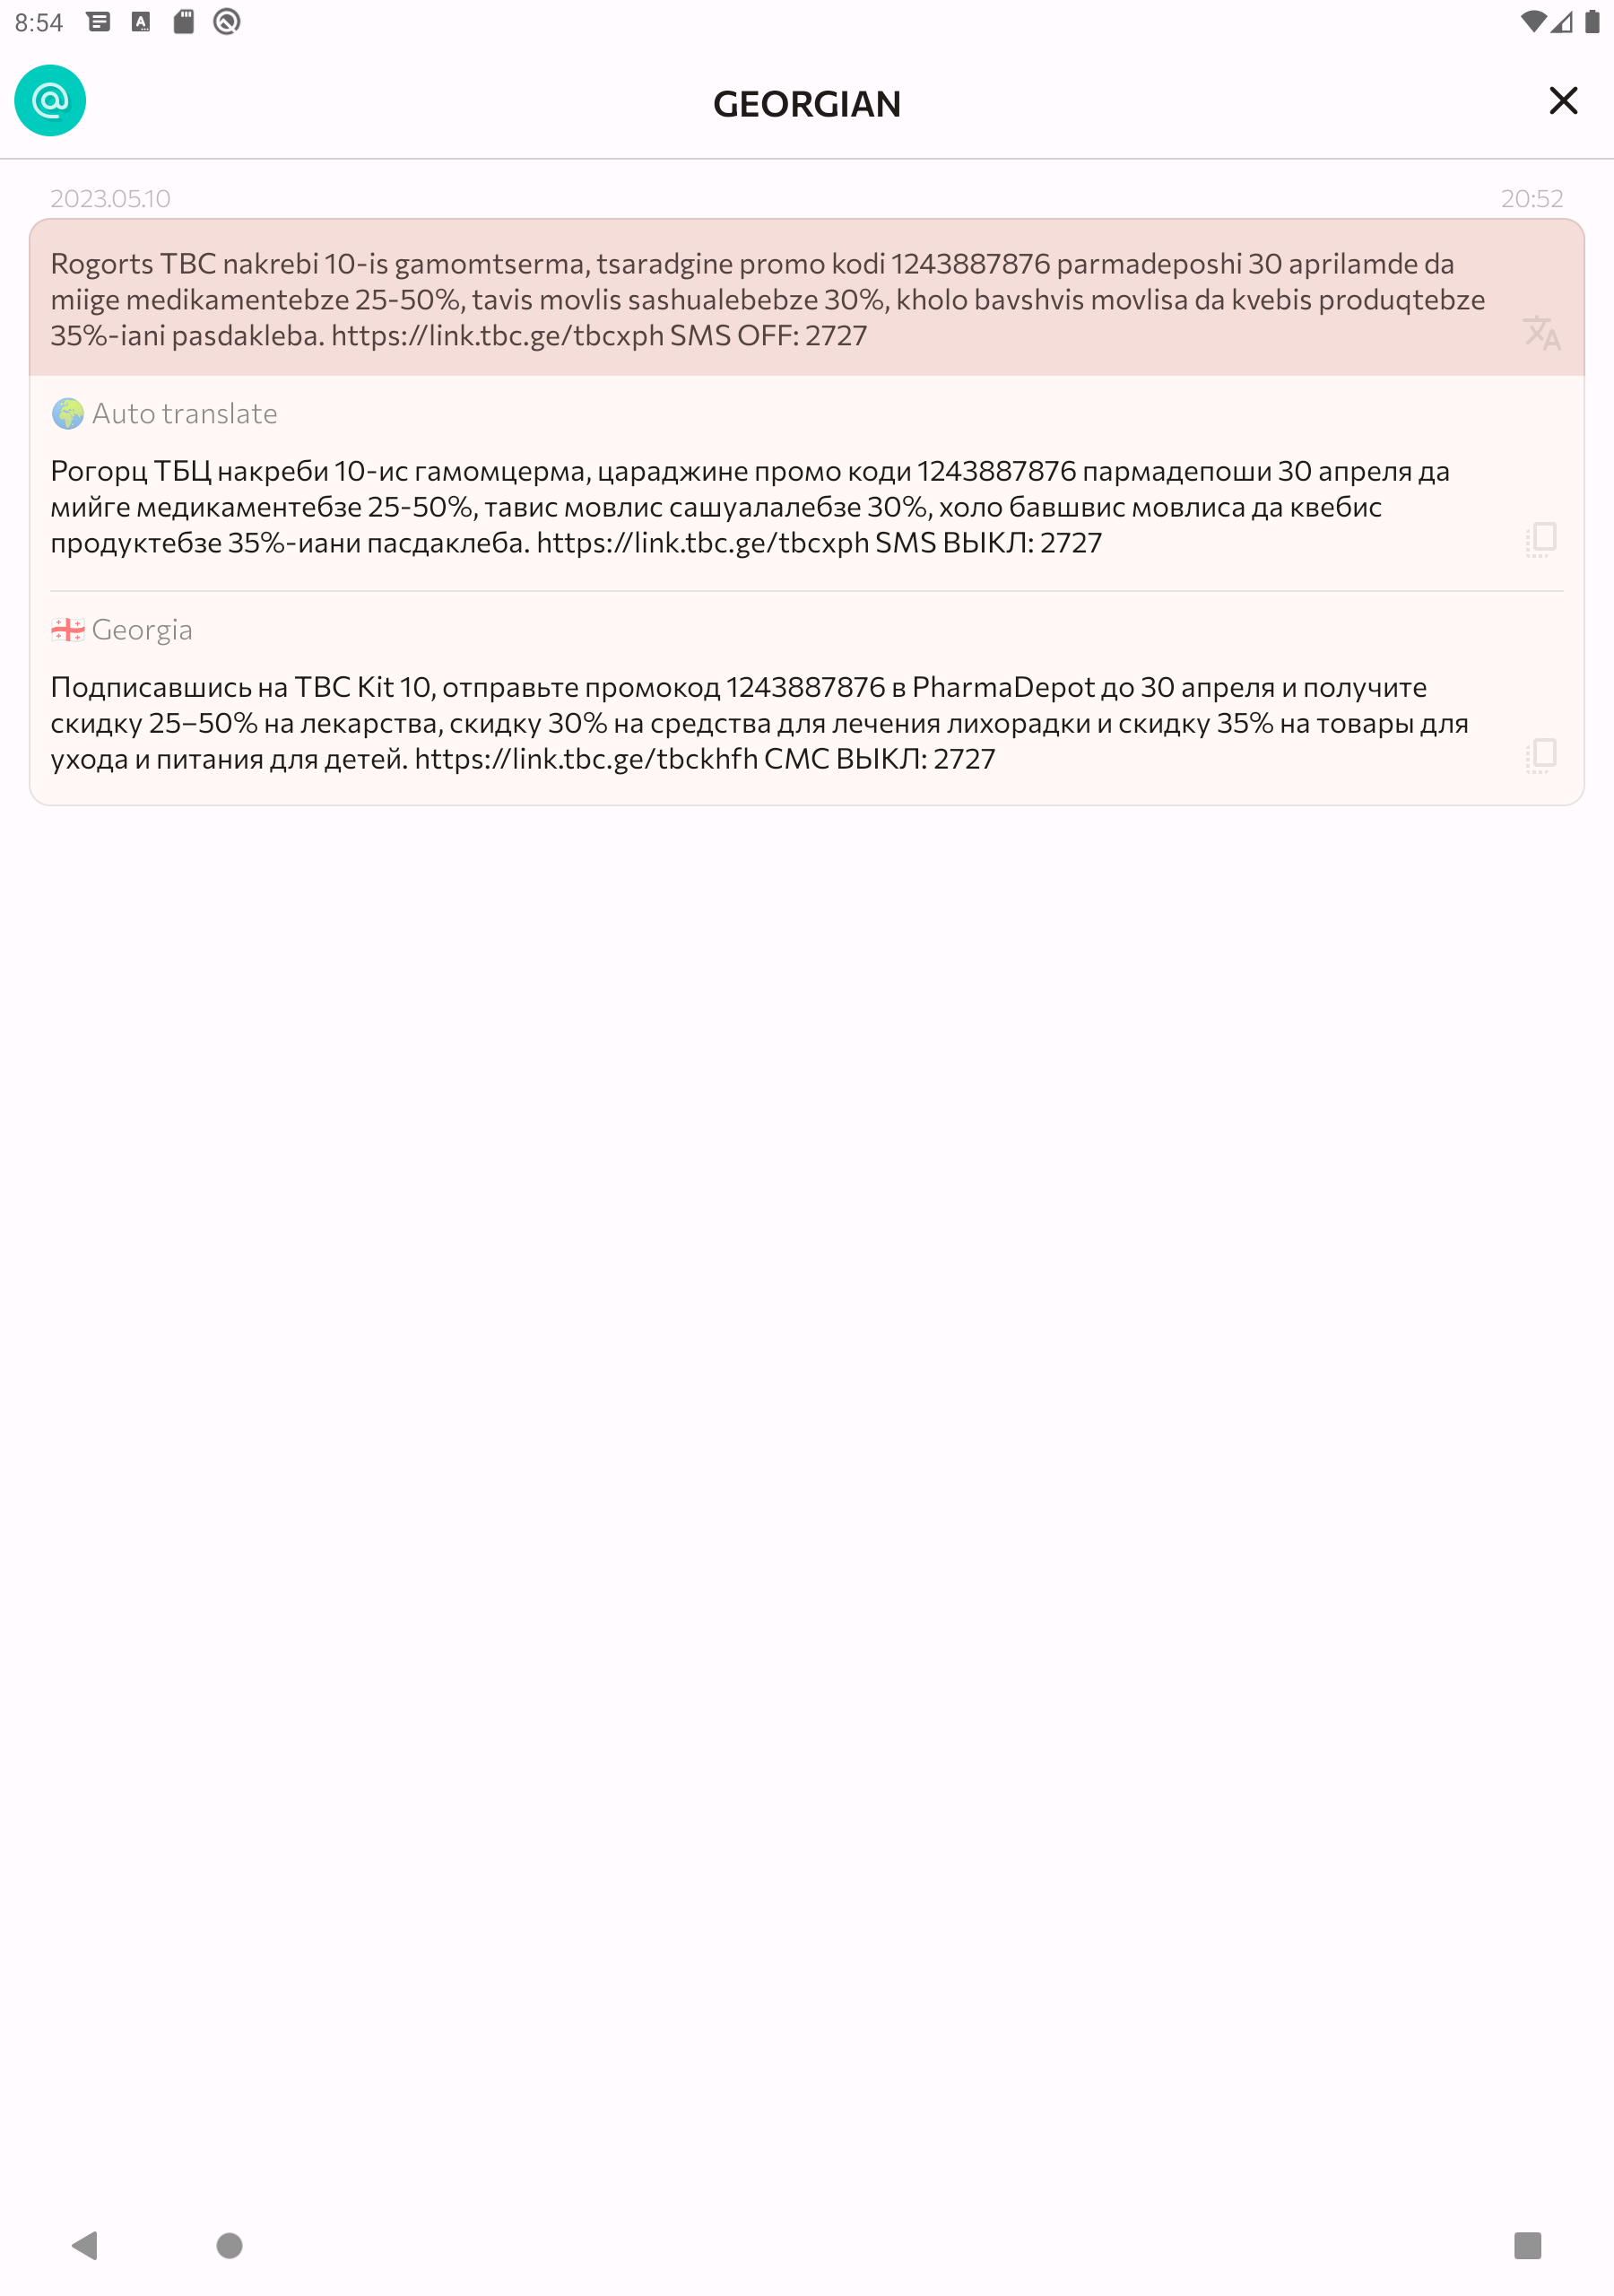 8:54
GEORGIAN
2023.05.10 20:52
Rogorts TBC nakrebi 10-is gamomtserma, tsaradgine promo kodi 1243887876 parmadeposhi 30 aprilamde da
miige medikamentebze 25-50%, tavis movlis sashualebebze 30%, kholo bavshvis movlisa da kvebis produqtebze
35%-iani pasdakleba. https://link.tbc.ge/tbcxph SMS OFF: 2727
Auto translate
Рогорц ТБЦ накреби 10-ис гамомцерма, цараджине промо коди 1243887876 пармадепоши 30 апреля да
мийге медикаментебзе 25-50%, тавис мовлис сашуалалебзе 30%, холо бавшвис мовлиса да квебис
продуктебзе 35%-иани пасдаклеба. https://link.tbc.ge/tbcxph SMS ВЫКЛ: 2727
Georgia
Подписавшись на TBC Kit 10, отправьте промокод 1243887876 в PharmaDepot до 30 апреля и получите
скидку 25–50% на лекарства, скидку 30% на средства для лечения лихорадки и скидку 35% на товары для
ухода и питания для детей. https://link.tbc.ge/tbckhfh СМС ВЫКЛ: 2727